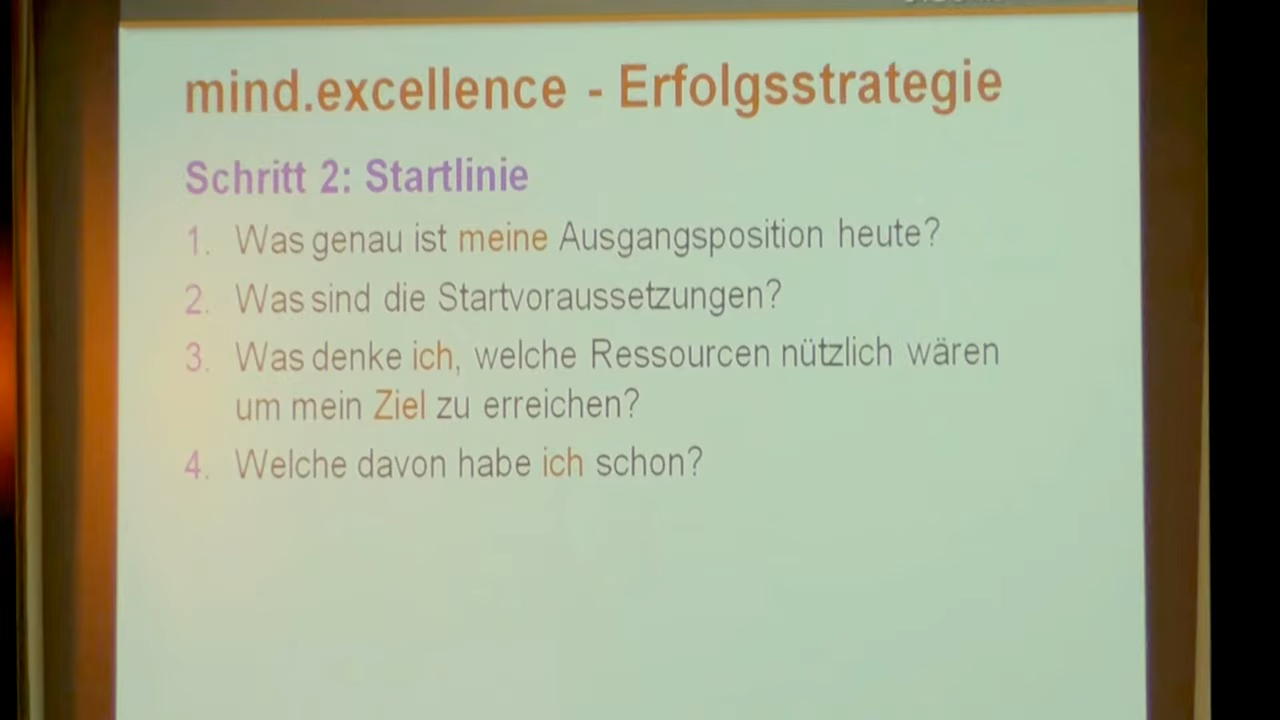 mind.excellence - Erfolgsstrategie
Schritt 2: Startlinie
1. Was genau ist meine Ausgangsposition heute?
2. Was sind die Startvoraussetzungen?
3. Was denke ich, welche Ressourcen nützlich wären
um mein Ziel zu erreichen?
4. Welche davon habe ich schon?